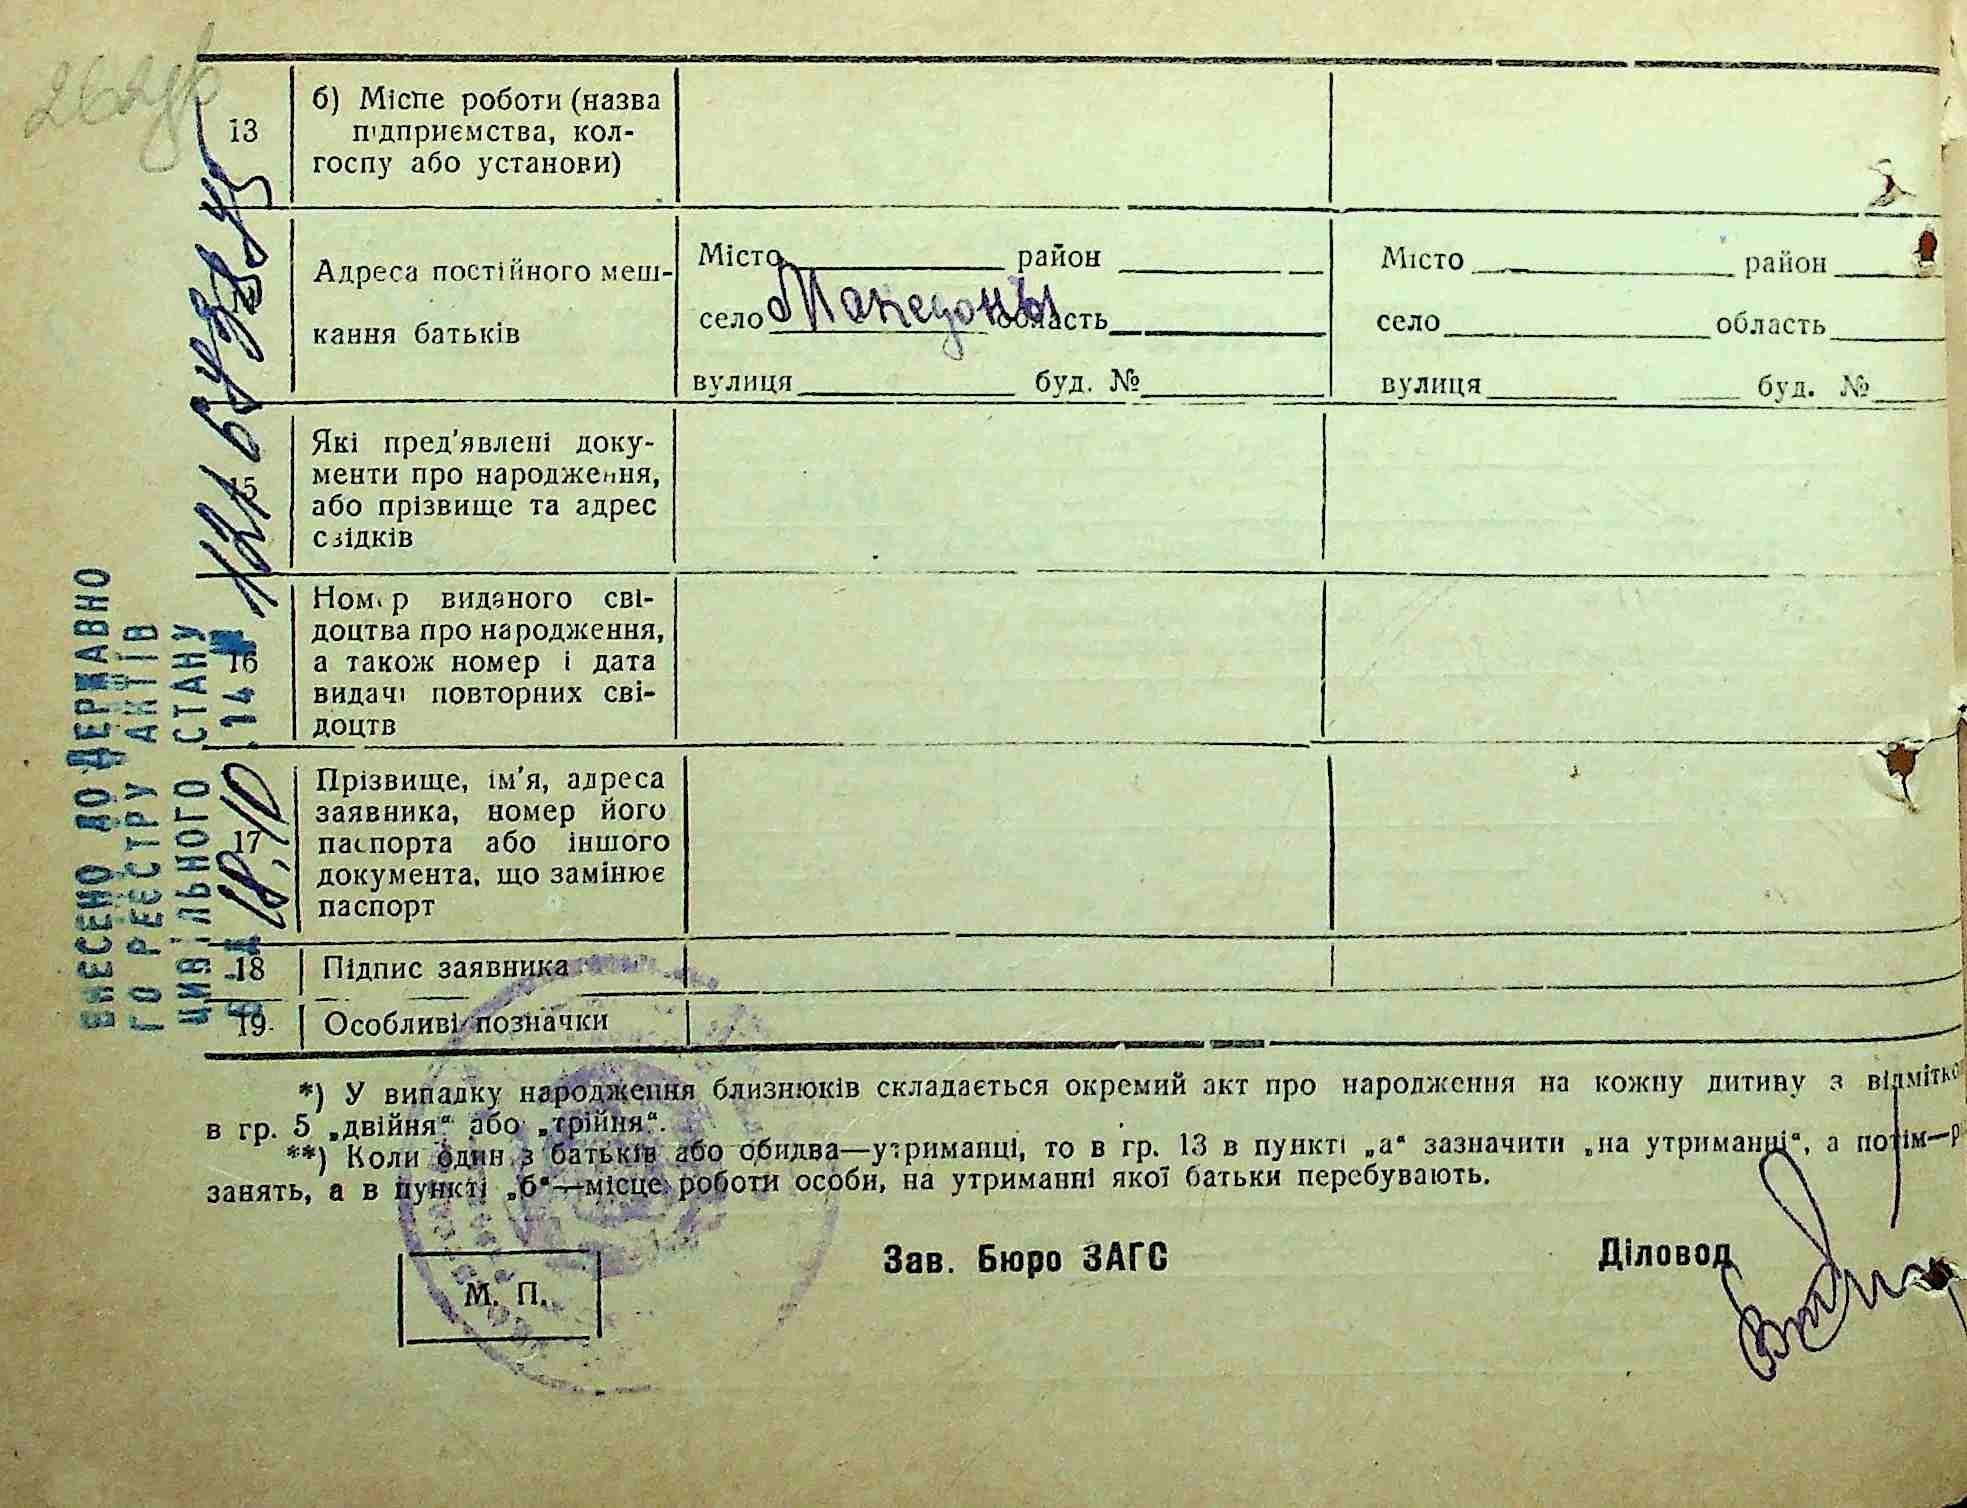 13
б) Місце роботи (назва
підприємства, кол-
госпу або установи)
Адреса постійного меш-
кання батьків
Місто район
село Македоны область
вулиця буд. №
Місто район
село область
вулиця буд. №
15
Які пред'явлені доку-
менти про народження,
або прізвище та адрес
свідків
16
Номер виданого сві-
доцтва про народження,
а також номер і дата
видачі повторних сві-
доцтв
17
Прізвище, ім'я, адреса
заявника, номер його
паспорта або іншого
документа, що замінює
паспорт
18
Підпис заявника
19
Особливі позначки
*) У випадку народження близнюків складається окремий акт про народження на кожну дитину з відмітко
в гр. 5 „двійня“ або „трійня“.
**) Коли один з батьків або обидва—утриманці, то в гр. 13 в пункті „а“ зазначити „на утриманні“, а потім—р
занять, а в пункті „б“—місце роботи особи, на утриманні якої батьки перебувають.
М. П.
Зав. Бюро ЗАГС
Діловод
ВНЕСЕНО ДО ДЕРЖАВНО
ГО РЕЄСТРУ АКТІВ
ЦИВІЛЬНОГО СТАНУ
18.10 14